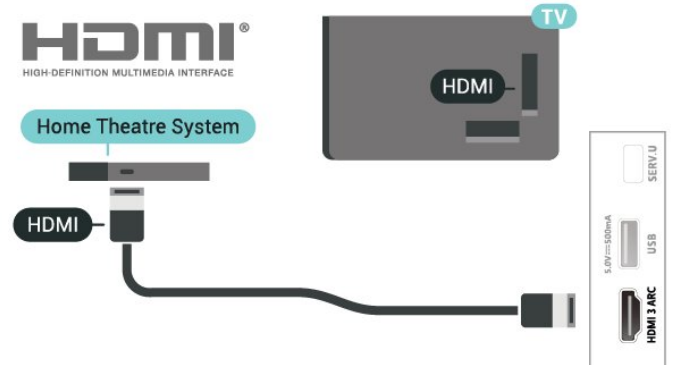 HDMI®
HIGH-DEFINITION MULTIMEDIA INTERFACE
TV
HDMI
Home Theatre System
HDMI
SERV.U
5.0V⎓500mA
USB
HDMI 3 ARC